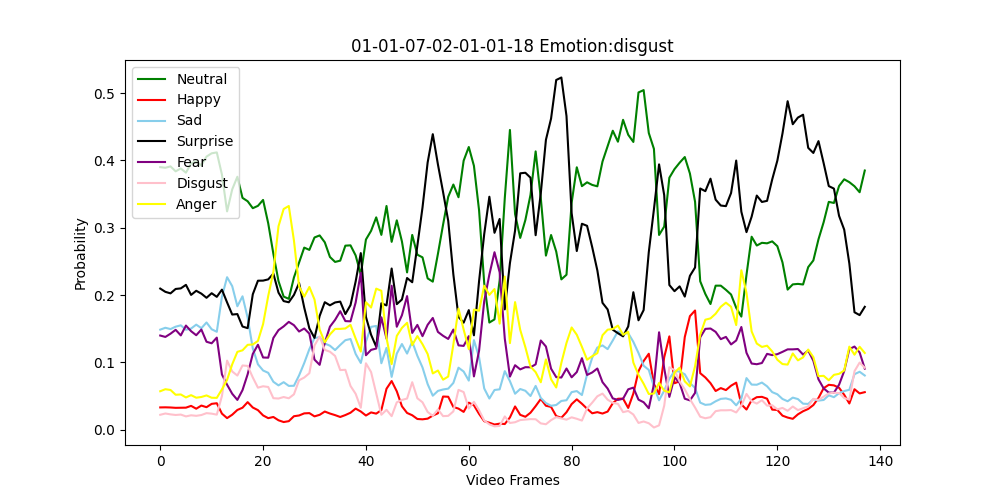 01-01-07-02-01-01-18 Emotion:disgust
Neutral
Happy
Sad
Surprise
Fear
Disgust
Anger
0.5
0.4
0.3
0.2
0.1
0.0
Probability
0
20
40
60
80
100
120
140
Video Frames